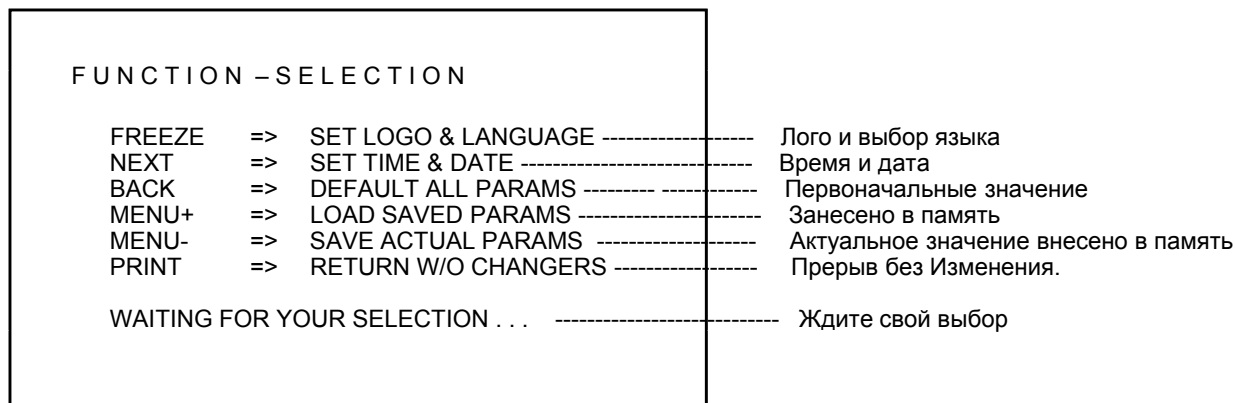 F U N C T I O N – S E L E C T I O N
FREEZE => SET LOGO & LANGUAGE ------------------- Лого и выбор языка
NEXT => SET TIME & DATE ----------------------------- Время и дата
BACK => DEFAULT ALL PARAMS --------- ------------ Первоначальные значение
MENU+ => LOAD SAVED PARAMS ----------------------- Занесено в память
MENU- => SAVE ACTUAL PARAMS -------------------- Актуальное значение внесено в память
PRINT => RETURN W/O CHANGERS ------------------ Прерыв без Изменения.
WAITING FOR YOUR SELECTION . . . ---------------------------- Ждите свой выбор